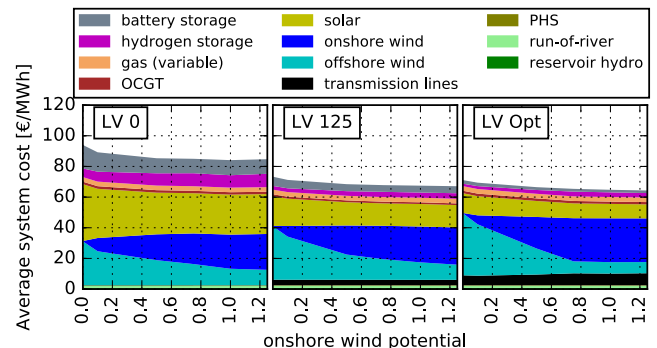 battery storage solar PHS
hydrogen storage onshore wind run-of-river
gas (variable) offshore wind reservoir hydro
OCGT transmission lines
Average system cost [€/MWh]
120
100
80
60
40
20
0
LV 0 LV 125 LV Opt
0.0 0.2 0.4 0.6 0.8 1.0 1.2 0.0 0.2 0.4 0.6 0.8 1.0 1.2 0.0 0.2 0.4 0.6 0.8 1.0 1.2
onshore wind potential